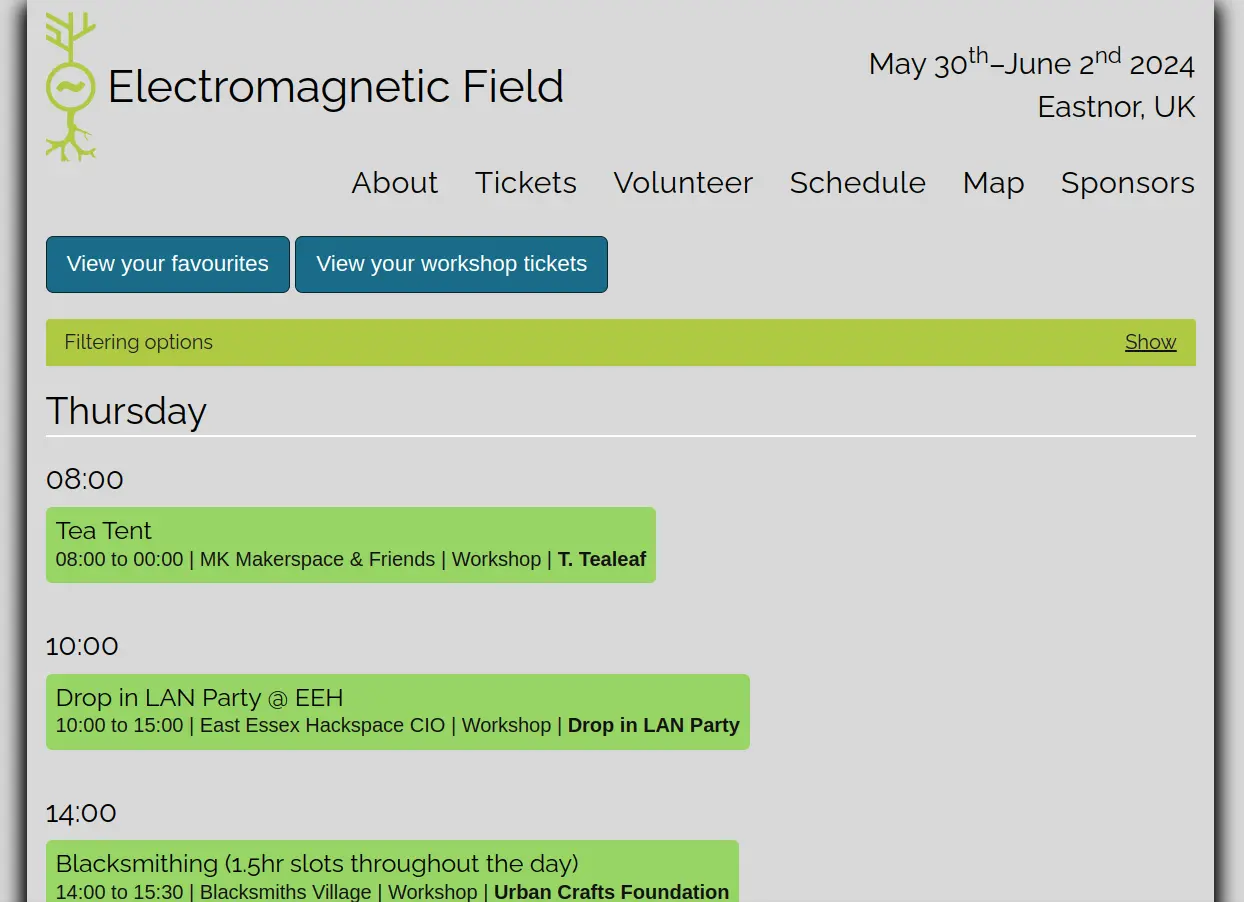 Electromagnetic Field
May 30th–June 2nd 2024
Eastnor, UK
About Tickets Volunteer Schedule Map Sponsors
View your favourites View your workshop tickets
Filtering options Show
Thursday
08:00
Tea Tent
08:00 to 00:00 | MK Makerspace & Friends | Workshop | T. Tealeaf
10:00
Drop in LAN Party @ EEH
10:00 to 15:00 | East Essex Hackspace CIO | Workshop | Drop in LAN Party
14:00
Blacksmithing (1.5hr slots throughout the day)
14:00 to 15:30 | Blacksmiths Village | Workshop | Urban Crafts Foundation